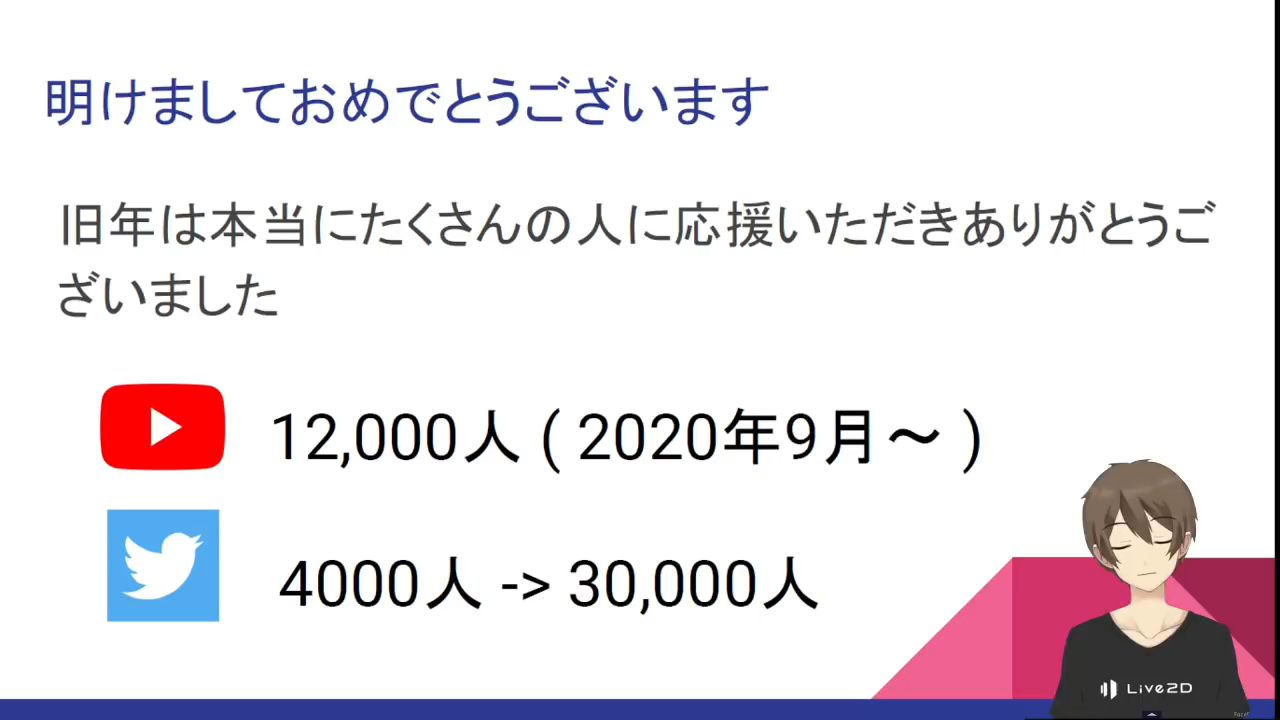 明けましておめでとうございます
旧年は本当にたくさんの人に応援いただきありがとうご
ざいました
12,000人 ( 2020年9月〜 )
4000人 -> 30,000人
Live2D